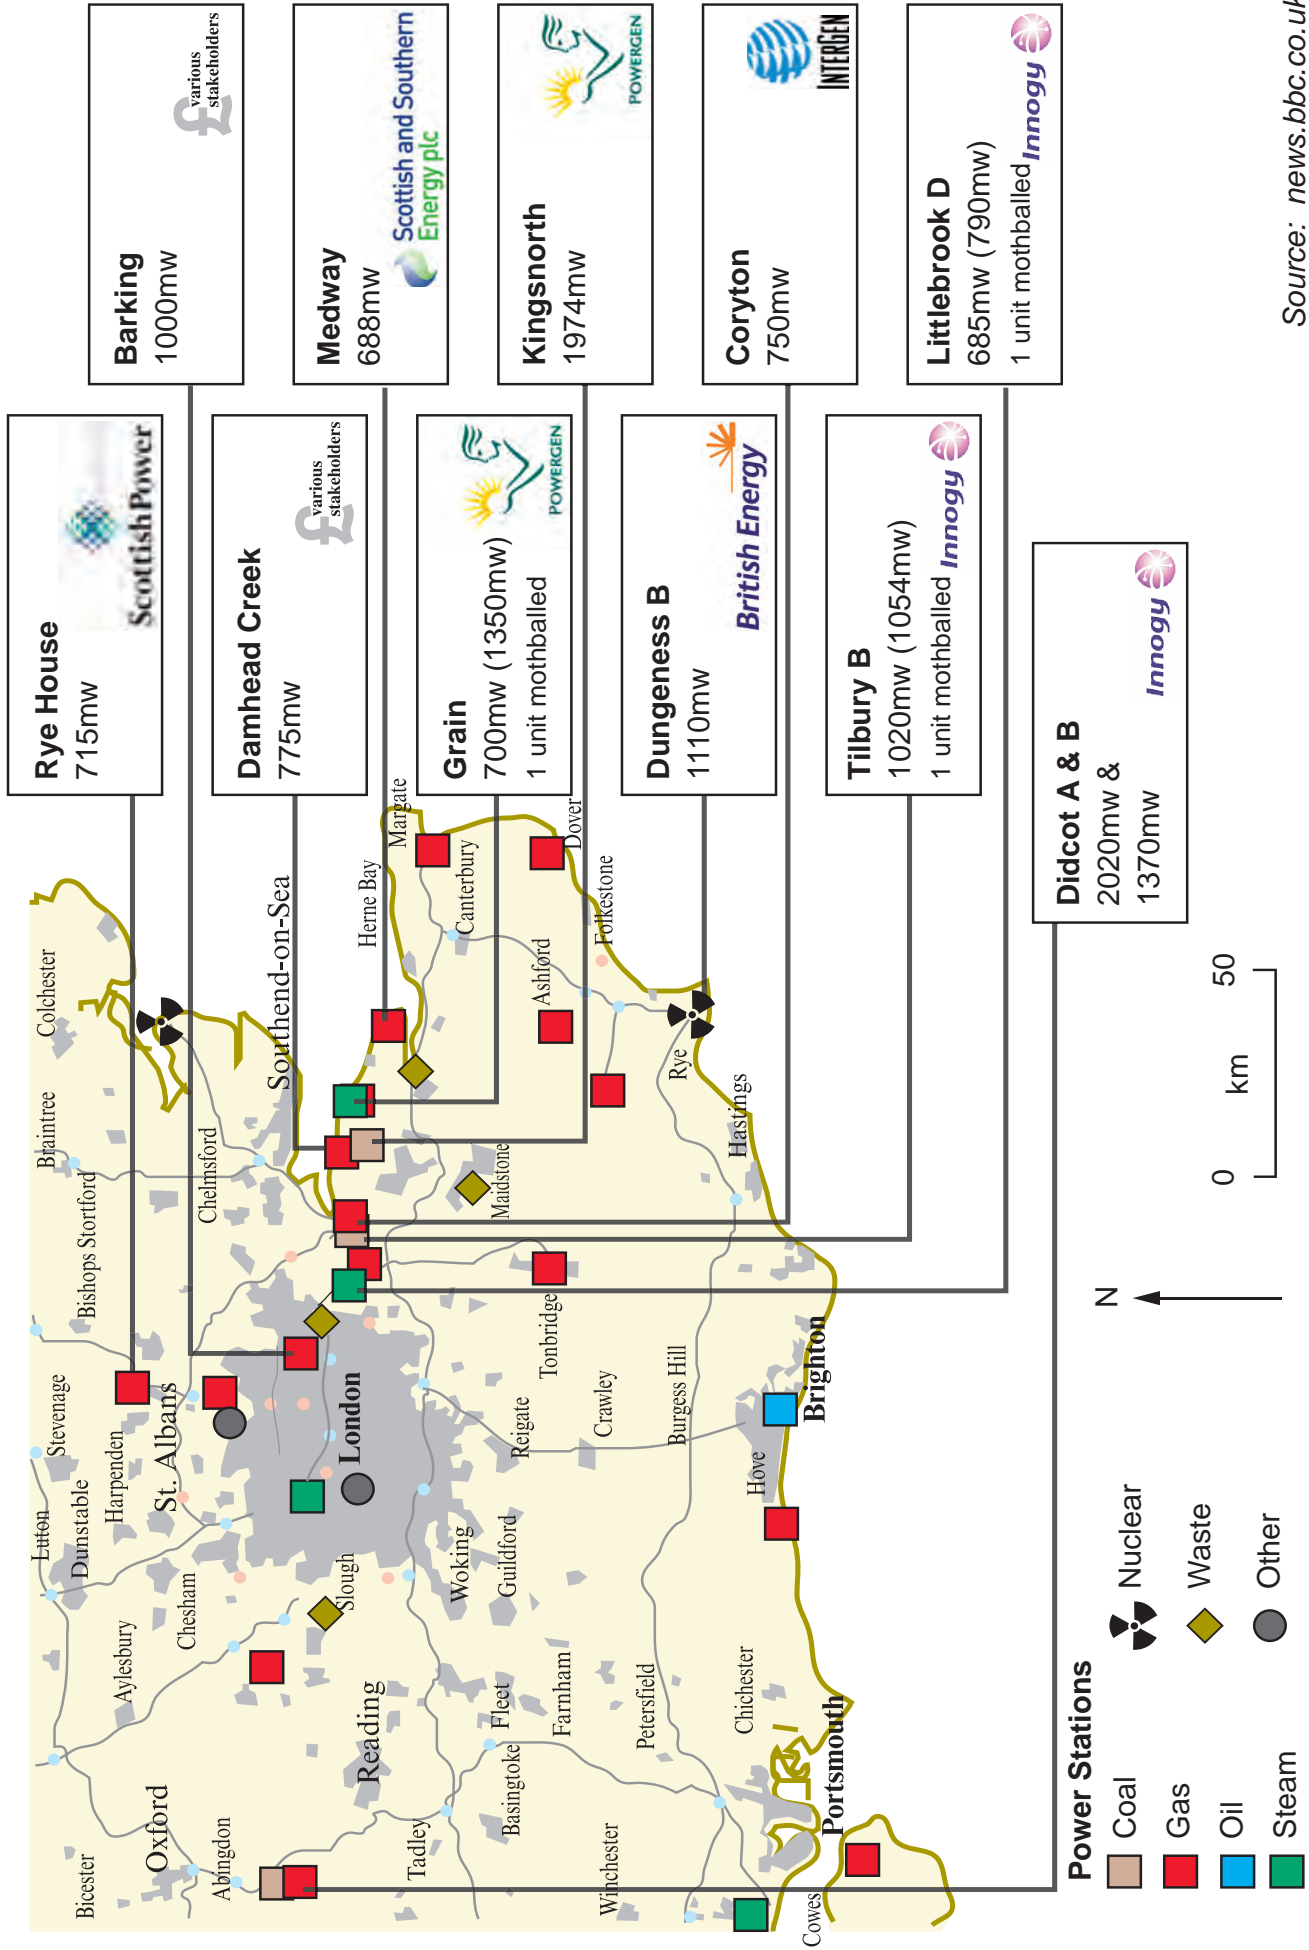 Rye House
715mw
ScottishPower
Barking
1000mw
£
various
stakeholders
Damhead Creek
775mw
£
various
stakeholders
Medway
688mw
Scottish and Southern
Energy plc
Grain
700mw (1350mw)
1 unit mothballed
POWERGEN
Kingsnorth
1974mw
POWERGEN
Dungeness B
1110mw
British Energy
Coryton
750mw
INTERGEN
Tilbury B
1020mw (1054mw)
1 unit mothballed
Innogy
Littlebrook D
685mw (790mw)
1 unit mothballed
Innogy
Didcot A & B
2020mw &
1370mw
Innogy
Bicester
Oxford
Abingdon
Aylesbury
Chesham
Luton
Dunstable
Harpenden
St. Albans
Stevenage
Bishops Stortford
Braintree
Chelmsford
Colchester
Southend-on-Sea
Herne Bay
Margate
Canterbury
Dover
Folkestone
Ashford
Rye
Hastings
Maidstone
Tonbridge
London
Slough
Reading
Tadley
Basingtoke
Fleet
Farnham
Woking
Guildford
Reigate
Crawley
Burgess Hill
Winchester
Petersfield
Chichester
Hove
Brighton
Portsmouth
Cowes
N
0
km
50
Power Stations
Coal
Gas
Oil
Steam
Nuclear
Waste
Other
Source: news.bbc.co.uk